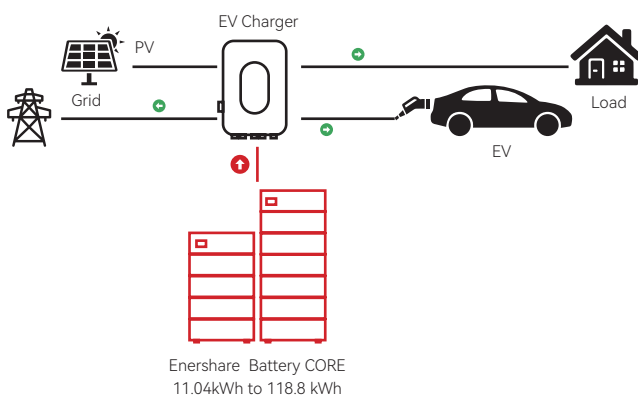 EV Charger
PV
Grid
Load
EV
Enershare Battery CORE
11.04kWh to 118.8 kWh